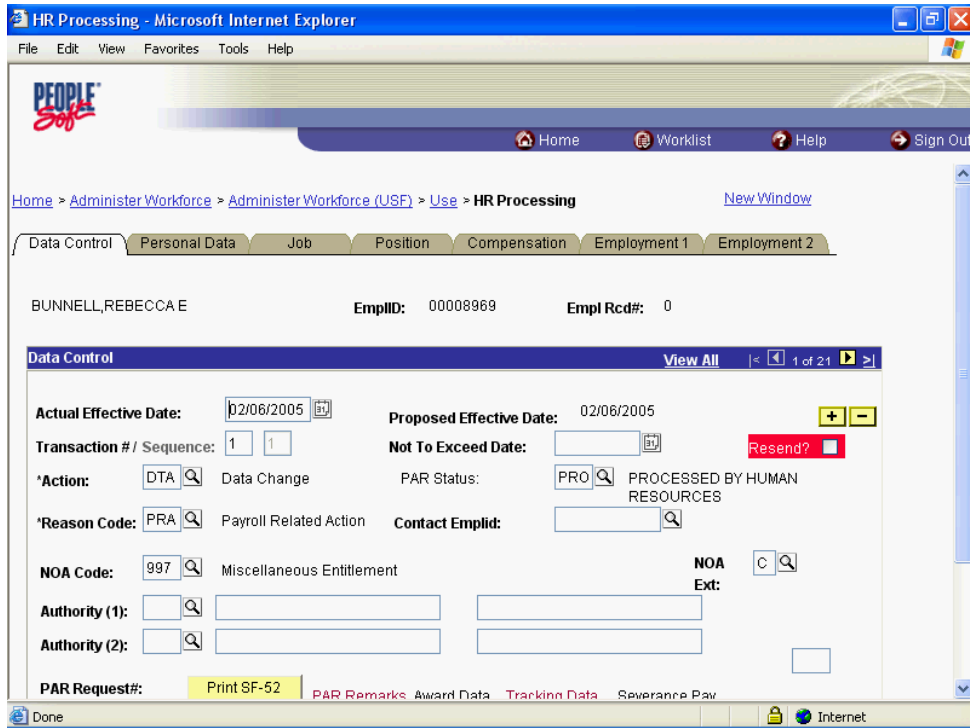 HR Processing - Microsoft Internet Explorer
File Edit View Favorites Tools Help
PEOPLE
Soft
Home Worklist Help Sign Out
Home > Administer Workforce > Administer Workforce (USF) > Use > HR Processing New Window
Data Control Personal Data Job Position Compensation Employment 1 Employment 2
BUNNELL,REBECCA E EmplID: 00008969 Empl Rcd#: 0
Data Control View All |< 1 of 21 >|
Actual Effective Date: 02/06/2005 Proposed Effective Date: 02/06/2005
Transaction # / Sequence: 1 1 Not To Exceed Date: Resend?
*Action: DTA Data Change PAR Status: PRO PROCESSED BY HUMAN
RESOURCES
*Reason Code: PRA Payroll Related Action Contact Emplid:
NOA Code: 997 Miscellaneous Entitlement NOA
Ext: C
Authority (1):
Authority (2):
PAR Request#: Print SF-52 PAR Remarks Award Data Tracking Data Severance Pay
Done Internet